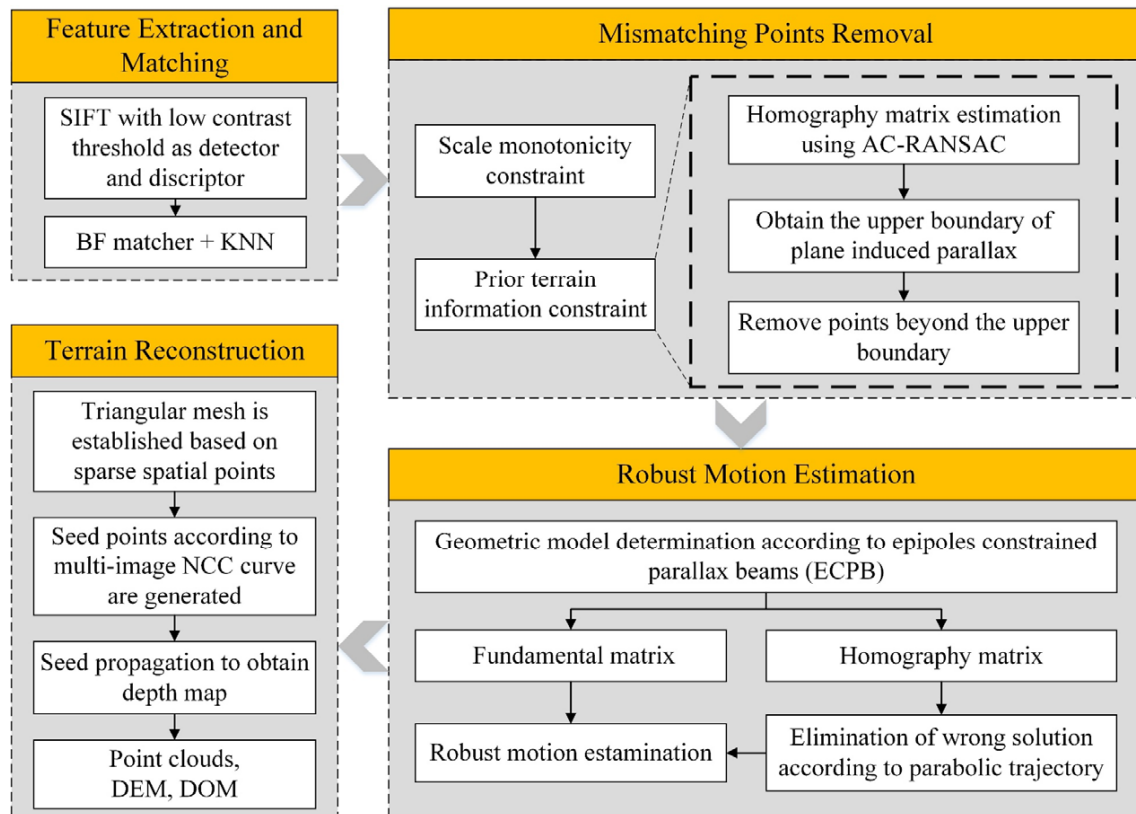 Feature Extraction and
Matching
SIFT with low contrast
threshold as detector
and discriptor
BF matcher + KNN
Mismatching Points Removal
Scale monotonicity
constraint
Prior terrain
information constraint
Homography matrix estimation
using AC-RANSAC
Obtain the upper boundary of
plane induced parallax
Remove points beyond the upper
boundary
Robust Motion Estimation
Geometric model determination according to epipoles constrained
parallax beams (ECPB)
Fundamental matrix
Homography matrix
Robust motion estamination
Elimination of wrong solution
according to parabolic trajectory
Terrain Reconstruction
Triangular mesh is
established based on
sparse spatial points
Seed points according to
multi-image NCC curve
are generated
Seed propagation to obtain
depth map
Point clouds,
DEM, DOM